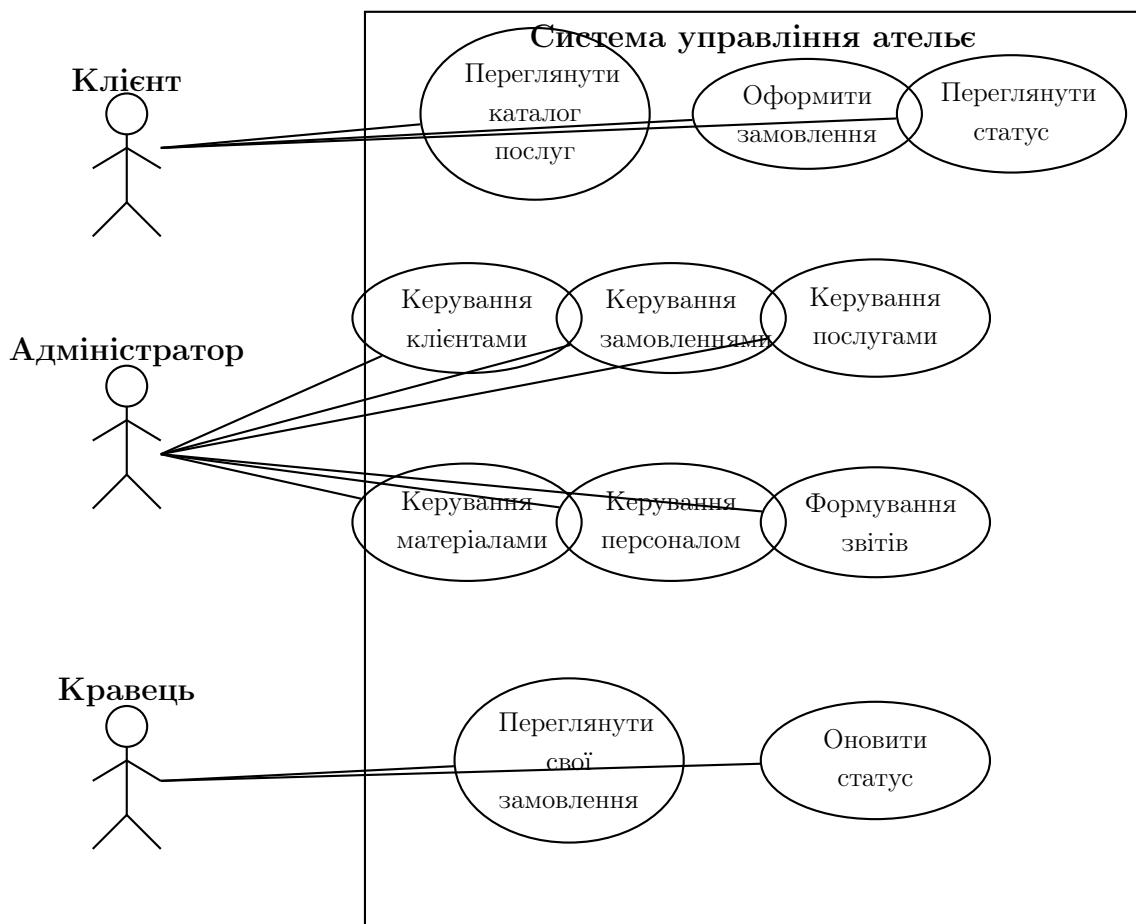 Система управління ательє
Клієнт
Переглянути
каталог
послуг
Оформити
замовлення
Переглянути
статус
Адміністратор
Керування
клієнтами
Керування
замовленнями
Керування
послугами
Керування
матеріалами
Керування
персоналом
Формування
звітів
Кравець
Переглянути
свої
замовлення
Оновити
статус